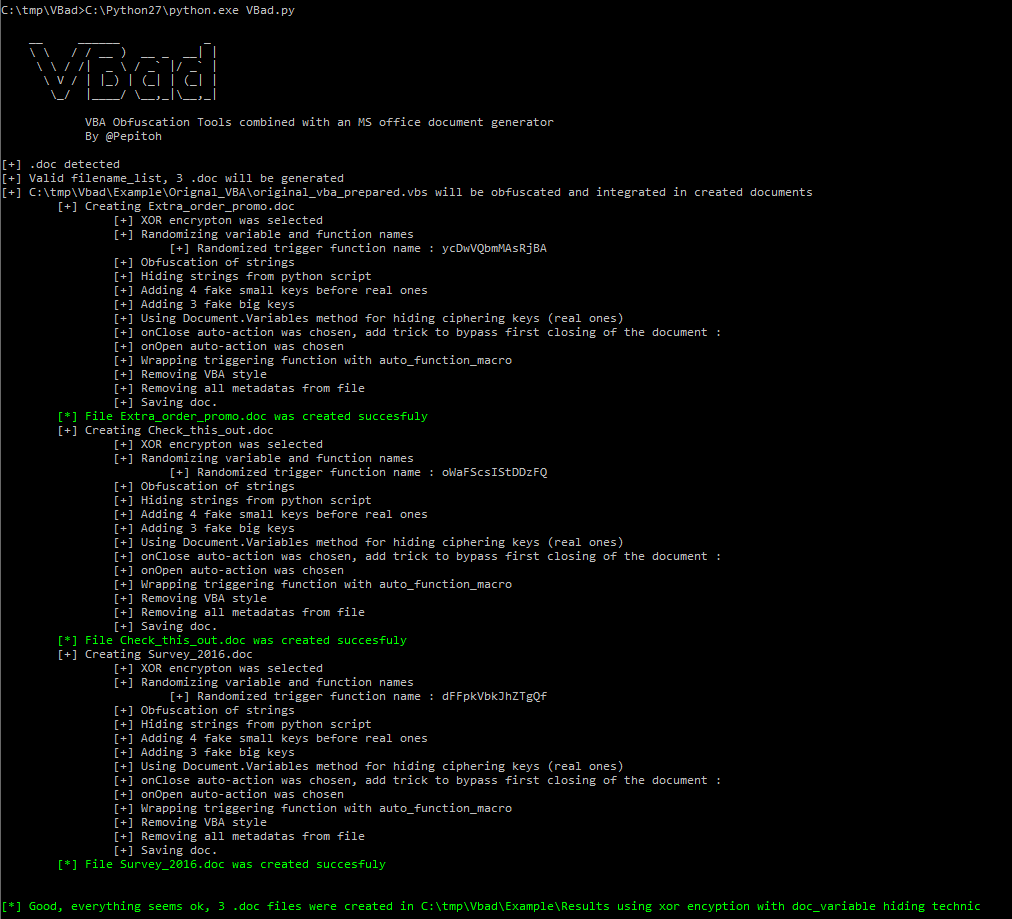 C:\tmp\VBad>C:\Python27\python.exe VBad.py
VBad
VBA Obfuscation Tools combined with an MS office document generator
By @Pepitoh
[+] .doc detected
[+] Valid filename_list, 3 .doc will be generated
[+] C:\tmp\Vbad\Example\Orignal_VBA\original_vba_prepared.vbs will be obfuscated and integrated in created documents
[+] Creating Extra_order_promo.doc
[+] XOR encrypton was selected
[+] Randomizing variable and function names
[+] Randomized trigger function name : ycDwVQbmMAsRjBA
[+] Obfuscation of strings
[+] Hiding strings from python script
[+] Adding 4 fake small keys before real ones
[+] Adding 3 fake big keys
[+] Using Document.Variables method for hiding ciphering keys (real ones)
[+] onClose auto-action was chosen, add trick to bypass first closing of the document :
[+] onOpen auto-action was chosen
[+] Wrapping triggering function with auto_function_macro
[+] Removing VBA style
[+] Removing all metadatas from file
[+] Saving doc.
[*] File Extra_order_promo.doc was created succesfuly
[+] Creating Check_this_out.doc
[+] XOR encrypton was selected
[+] Randomizing variable and function names
[+] Randomized trigger function name : oWaFScsIStDDzFQ
[+] Obfuscation of strings
[+] Hiding strings from python script
[+] Adding 4 fake small keys before real ones
[+] Adding 3 fake big keys
[+] Using Document.Variables method for hiding ciphering keys (real ones)
[+] onClose auto-action was chosen, add trick to bypass first closing of the document :
[+] onOpen auto-action was chosen
[+] Wrapping triggering function with auto_function_macro
[+] Removing VBA style
[+] Removing all metadatas from file
[+] Saving doc.
[*] File Check_this_out.doc was created succesfuly
[+] Creating Survey_2016.doc
[+] XOR encrypton was selected
[+] Randomizing variable and function names
[+] Randomized trigger function name : dFFpkVbkJhZTgQf
[+] Obfuscation of strings
[+] Hiding strings from python script
[+] Adding 4 fake small keys before real ones
[+] Adding 3 fake big keys
[+] Using Document.Variables method for hiding ciphering keys (real ones)
[+] onClose auto-action was chosen, add trick to bypass first closing of the document :
[+] onOpen auto-action was chosen
[+] Wrapping triggering function with auto_function_macro
[+] Removing VBA style
[+] Removing all metadatas from file
[+] Saving doc.
[*] File Survey_2016.doc was created succesfuly
[*] Good, everything seems ok, 3 .doc files were created in C:\tmp\Vbad\Example\Results using xor encyption with doc_variable hiding technic